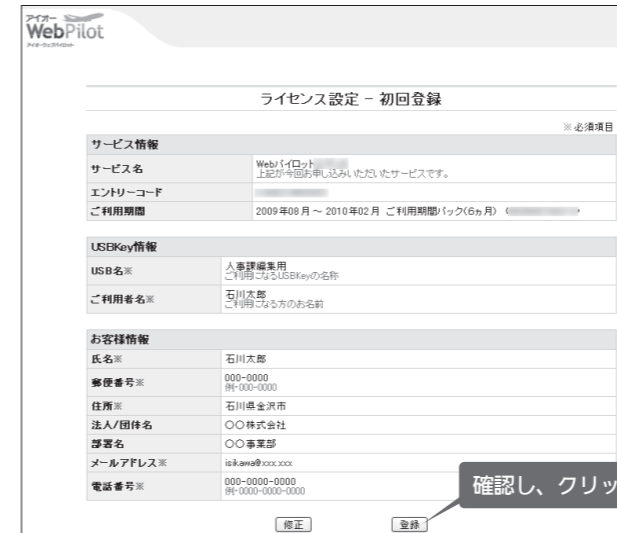 アイオー
WebPilot
アイオーウェブパイロット
ライセンス設定 − 初回登録
※必須項目
サービス情報
サービス名
Webパイロット
上記が今回お申し込みいただいたサービスです。
エントリーコード
ご利用期間
2009年08月 ～ 2010年02月 ご利用期間パック(6ヵ月) (
USBKey情報
USB名※
人事課編集用
ご利用になるUSBKeyの名称
ご利用者名※
石川太郎
ご利用になる方のお名前
お客様情報
氏名※
石川太郎
郵便番号※
000-0000
例-000-0000
住所※
石川県金沢市
法人/団体名
○○株式会社
部署名
○○事業部
メールアドレス※
isikawa@xxx.xxx
電話番号※
000-0000-0000
例-0000-0000-0000
確認し、クリッ
修正
登録